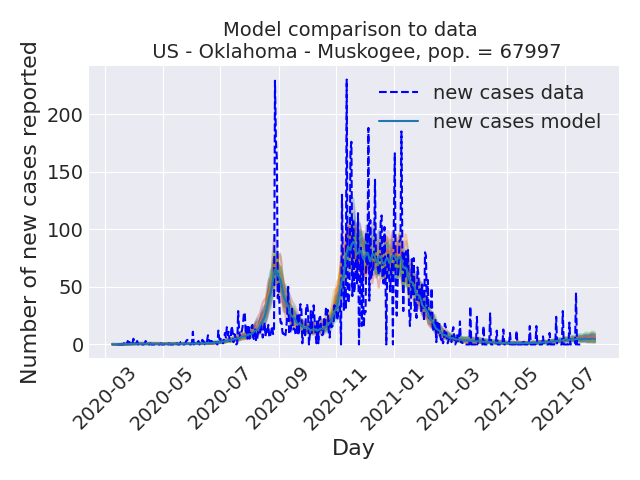 Model comparison to data
US - Oklahoma - Muskogee, pop. = 67997
Number of new cases reported
200
150
100
50
0
new cases data
new cases model
2020-03
2020-05
2020-07
2020-09
2020-11
2021-01
2021-03
2021-05
2021-07
Day